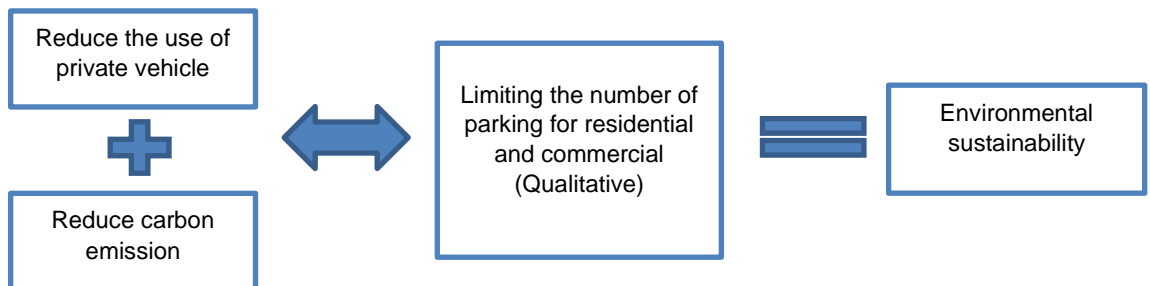 Reduce the use of
private vehicle
Reduce carbon
emission
Limiting the number of
parking for residential
and commercial
(Qualitative)
Environmental
sustainability